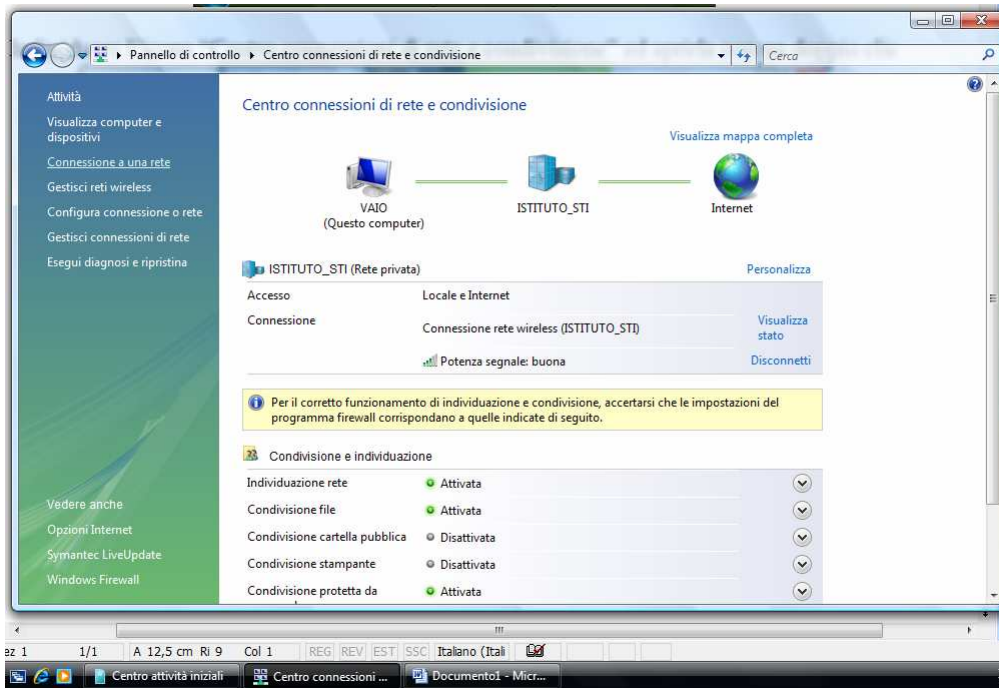 Pannello di controllo ▸ Centro connessioni di rete e condivisione
Cerca
Attività
Visualizza computer e
dispositivi
Connessione a una rete
Gestisci reti wireless
Configura connessione o rete
Gestisci connessioni di rete
Esegui diagnosi e ripristina
Vedere anche
Opzioni Internet
Symantec LiveUpdate
Windows Firewall
Centro connessioni di rete e condivisione
Visualizza mappa completa
VAIO
(Questo computer)
ISTITUTO_STI
Internet
ISTITUTO_STI (Rete privata)
Personalizza
Accesso
Locale e Internet
Connessione
Connessione rete wireless (ISTITUTO_STI)
Visualizza
stato
Potenza segnale: buona
Disconnetti
Per il corretto funzionamento di individuazione e condivisione, accertarsi che le impostazioni del
programma firewall corrispondano a quelle indicate di seguito.
Condivisione e individuazione
Individuazione rete
Attivata
Condivisione file
Attivata
Condivisione cartella pubblica
Disattivata
Condivisione stampante
Disattivata
Condivisione protetta da
Attivata
ez 1 1/1 A 12,5 cm Ri 9 Col 1 REG REV EST SSC Italiano (Itali
Centro attività iniziali
Centro connessioni ...
Documento1 - Micr...